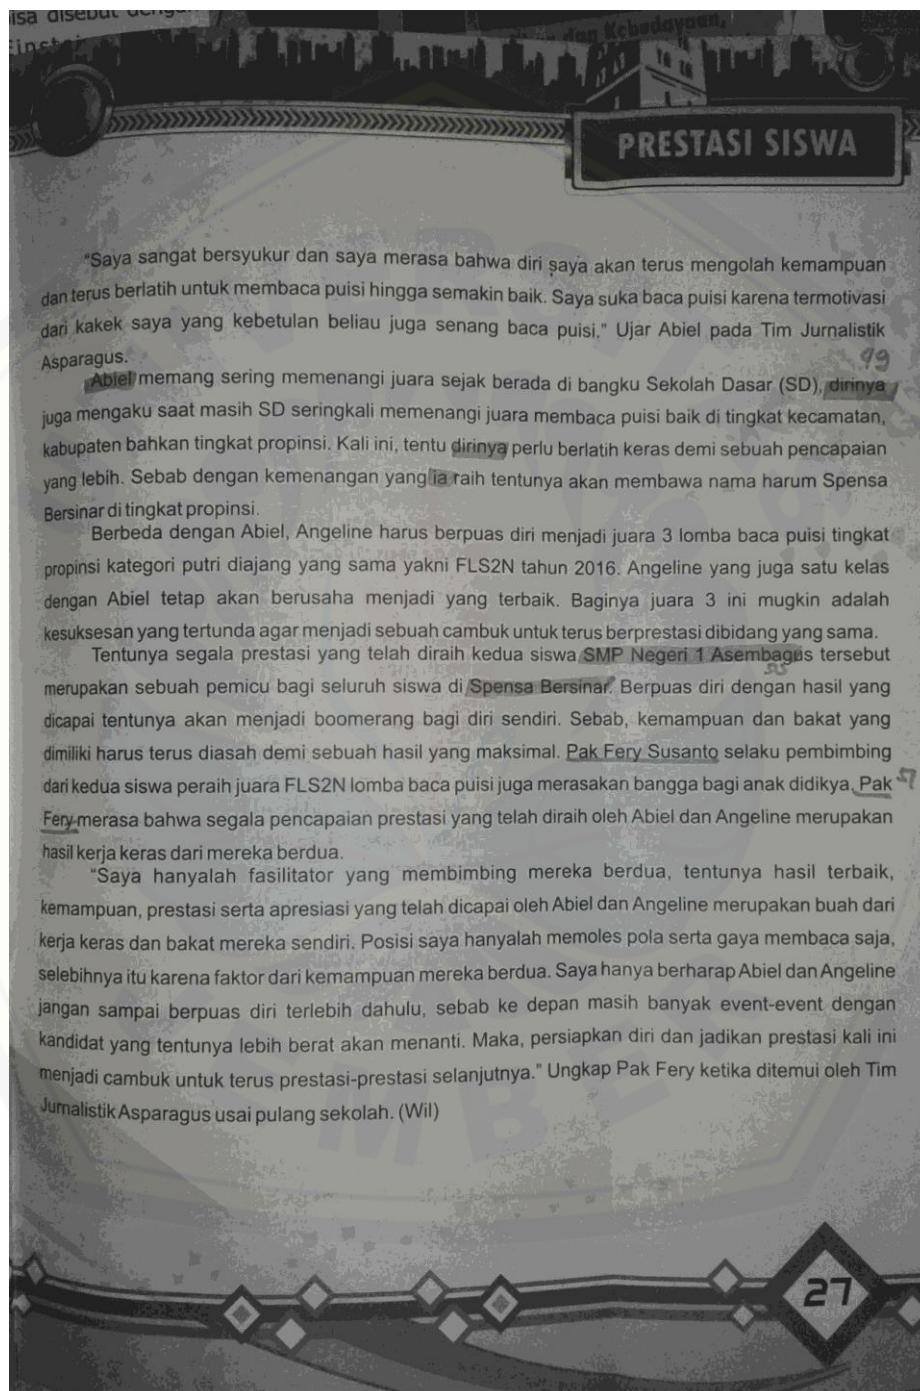 isa disebut
dan Kebudayaan,
PRESTASI SISWA
"Saya sangat bersyukur dan saya merasa bahwa diri saya akan terus mengolah kemampuan
dan terus berlatih untuk membaca puisi hingga semakin baik. Saya suka baca puisi karena termotivasi
dari kakek saya yang kebetulan beliau juga senang baca puisi." Ujar Abiel pada Tim Jurnalistik
Asparagus.
99
Abiel memang sering memenangi juara sejak berada di bangku Sekolah Dasar (SD), dirinya
juga mengaku saat masih SD seringkali memenangi juara membaca puisi baik di tingkat kecamatan,
kabupaten bahkan tingkat propinsi. Kali ini, tentu dirinya perlu berlatih keras demi sebuah pencapaian
yang lebih. Sebab dengan kemenangan yang ia raih tentunya akan membawa nama harum Spensa
Bersinar di tingkat propinsi.
Berbeda dengan Abiel, Angeline harus berpuas diri menjadi juara 3 lomba baca puisi tingkat
propinsi kategori putri diajang yang sama yakni FLS2N tahun 2016. Angeline yang juga satu kelas
dengan Abiel tetap akan berusaha menjadi yang terbaik. Baginya juara 3 ini mugkin adalah
kesuksesan yang tertunda agar menjadi sebuah cambuk untuk terus berprestasi dibidang yang sama.
Tentunya segala prestasi yang telah diraih kedua siswa SMP Negeri 1 Asembagus tersebut
merupakan sebuah pemicu bagi seluruh siswa di Spensa Bersinar. Berpuas diri dengan hasil yang
dicapai tentunya akan menjadi boomerang bagi diri sendiri. Sebab, kemampuan dan bakat yang
dimiliki harus terus diasah demi sebuah hasil yang maksimal. Pak Fery Susanto selaku pembimbing
dari kedua siswa peraih juara FLS2N lomba baca puisi juga merasakan bangga bagi anak didikya. Pak
Fery merasa bahwa segala pencapaian prestasi yang telah diraih oleh Abiel dan Angeline merupakan
hasil kerja keras dari mereka berdua.
"Saya hanyalah fasilitator yang membimbing mereka berdua, tentunya hasil terbaik,
kemampuan, prestasi serta apresiasi yang telah dicapai oleh Abiel dan Angeline merupakan buah dari
kerja keras dan bakat mereka sendiri. Posisi saya hanyalah memoles pola serta gaya membaca saja,
selebihnya itu karena faktor dari kemampuan mereka berdua. Saya hanya berharap Abiel dan Angeline
jangan sampai berpuas diri terlebih dahulu, sebab ke depan masih banyak event-event dengan
kandidat yang tentunya lebih berat akan menanti. Maka, persiapkan diri dan jadikan prestasi kali ini
menjadi cambuk untuk terus prestasi-prestasi selanjutnya." Ungkap Pak Fery ketika ditemui oleh Tim
Jurnalistik Asparagus usai pulang sekolah. (Wil)
27